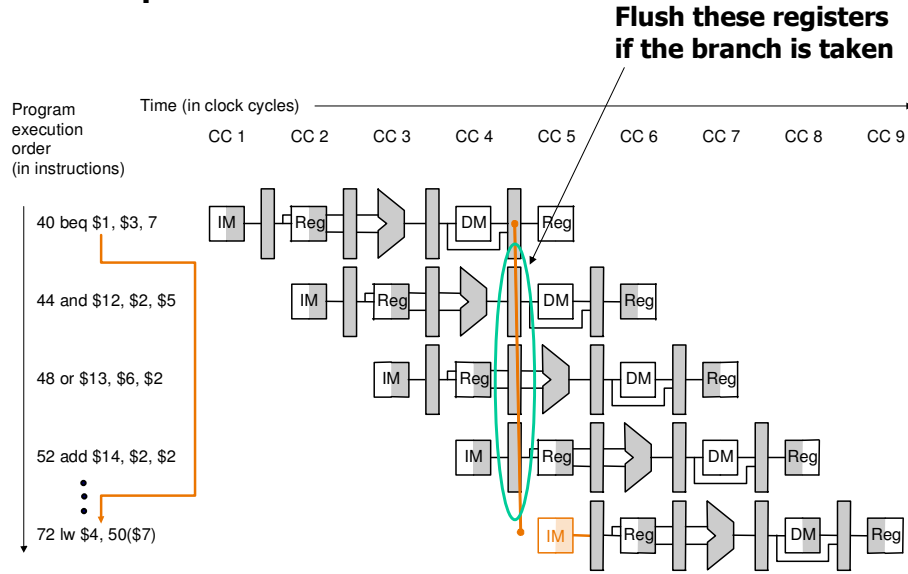 Flush these registers
if the branch is taken
Program
execution
order
(in instructions)
Time (in clock cycles)
CC 1 CC 2 CC 3 CC 4 CC 5 CC 6 CC 7 CC 8 CC 9
40 beq $1, $3, 7
IM Reg DM Reg
44 and $12, $2, $5
IM Reg DM Reg
48 or $13, $6, $2
IM Reg DM Reg
52 add $14, $2, $2
IM Reg DM Reg
72 lw $4, 50($7)
IM Reg DM Reg